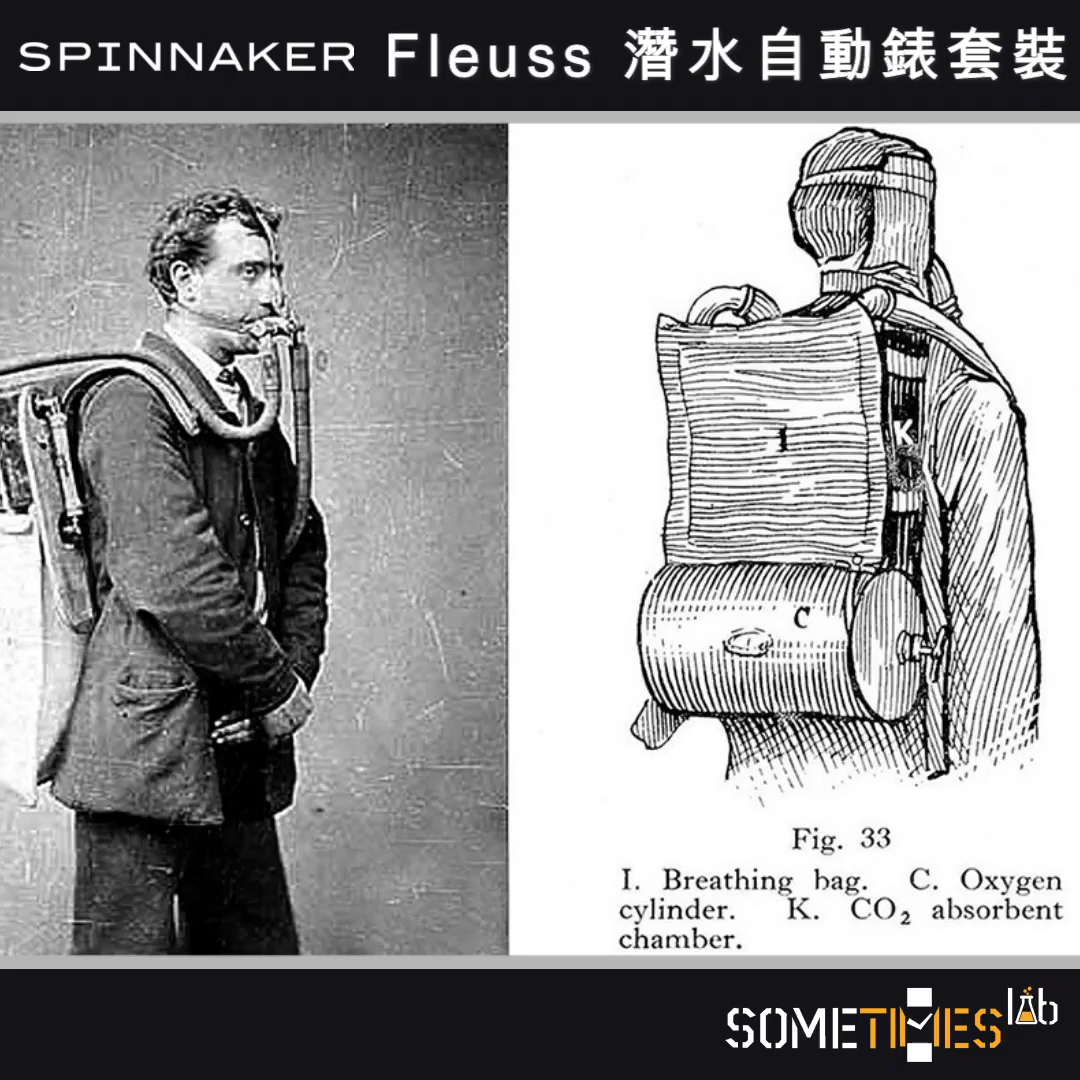 SPINNAKER Fleuss 潛水自動錶套裝
I
K
C
Fig. 33
I. Breathing bag. C. Oxygen
cylinder. K. CO₂ absorbent
chamber.
SOMETIMES lab